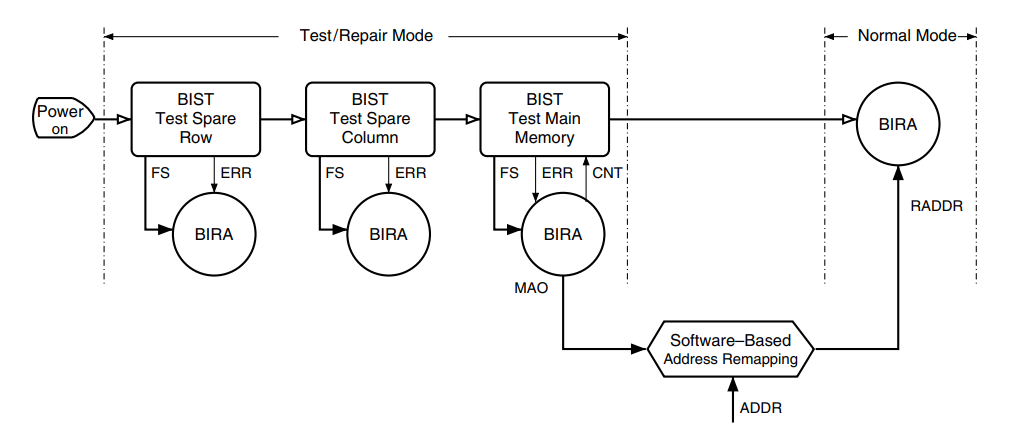 Test/Repair Mode
Normal Mode
Power
on
BIST
Test Spare
Row
BIST
Test Spare
Column
BIST
Test Main
Memory
BIRA
FS
ERR
FS
ERR
FS
ERR
CNT
BIRA
BIRA
BIRA
RADDR
MAO
Software–Based
Address Remapping
ADDR